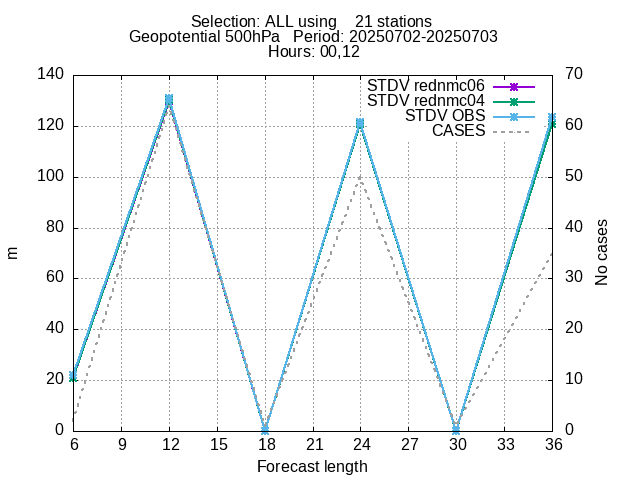 Selection: ALL using    21 stations
Geopotential 500hPa   Period: 20250702-20250703
Hours: 00,12
140
120
100
80
60
40
20
0
70
60
50
40
30
20
10
0
STDV rednmc06
STDV rednmc04
STDV OBS
CASES
m
No cases
6 9 12 15 18 21 24 27 30 33 36
Forecast length